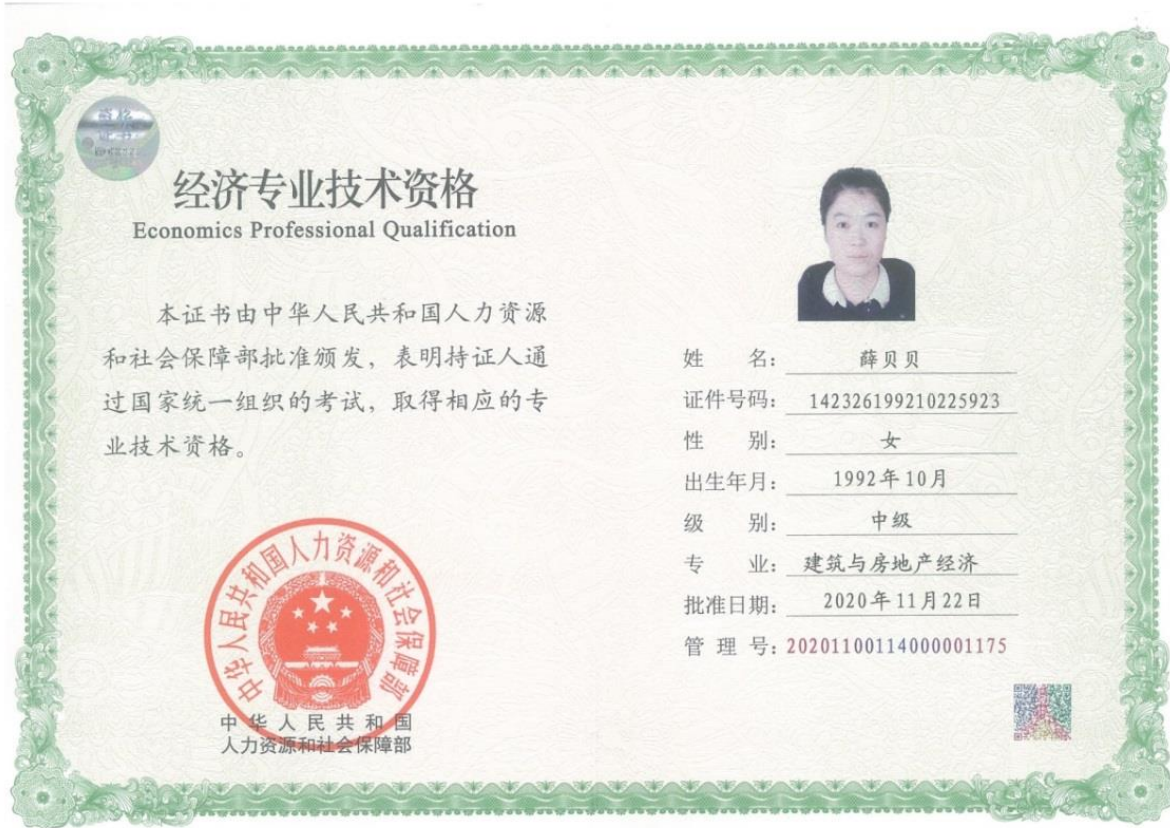 资格
证书
经济专业技术资格
Economics Professional Qualification
本证书由中华人民共和国人力资源
和社会保障部批准颁发，表明持证人通
过国家统一组织的考试，取得相应的专
业技术资格。
中华人民共和国人力资源和社会保障部
中华人民共和国
人力资源和社会保障部
姓 名： 薛贝贝
证件号码： 142326199210225923
性 别： 女
出生年月： 1992年10月
级 别： 中级
专 业： 建筑与房地产经济
批准日期： 2020年11月22日
管 理 号： 20201100114000001175